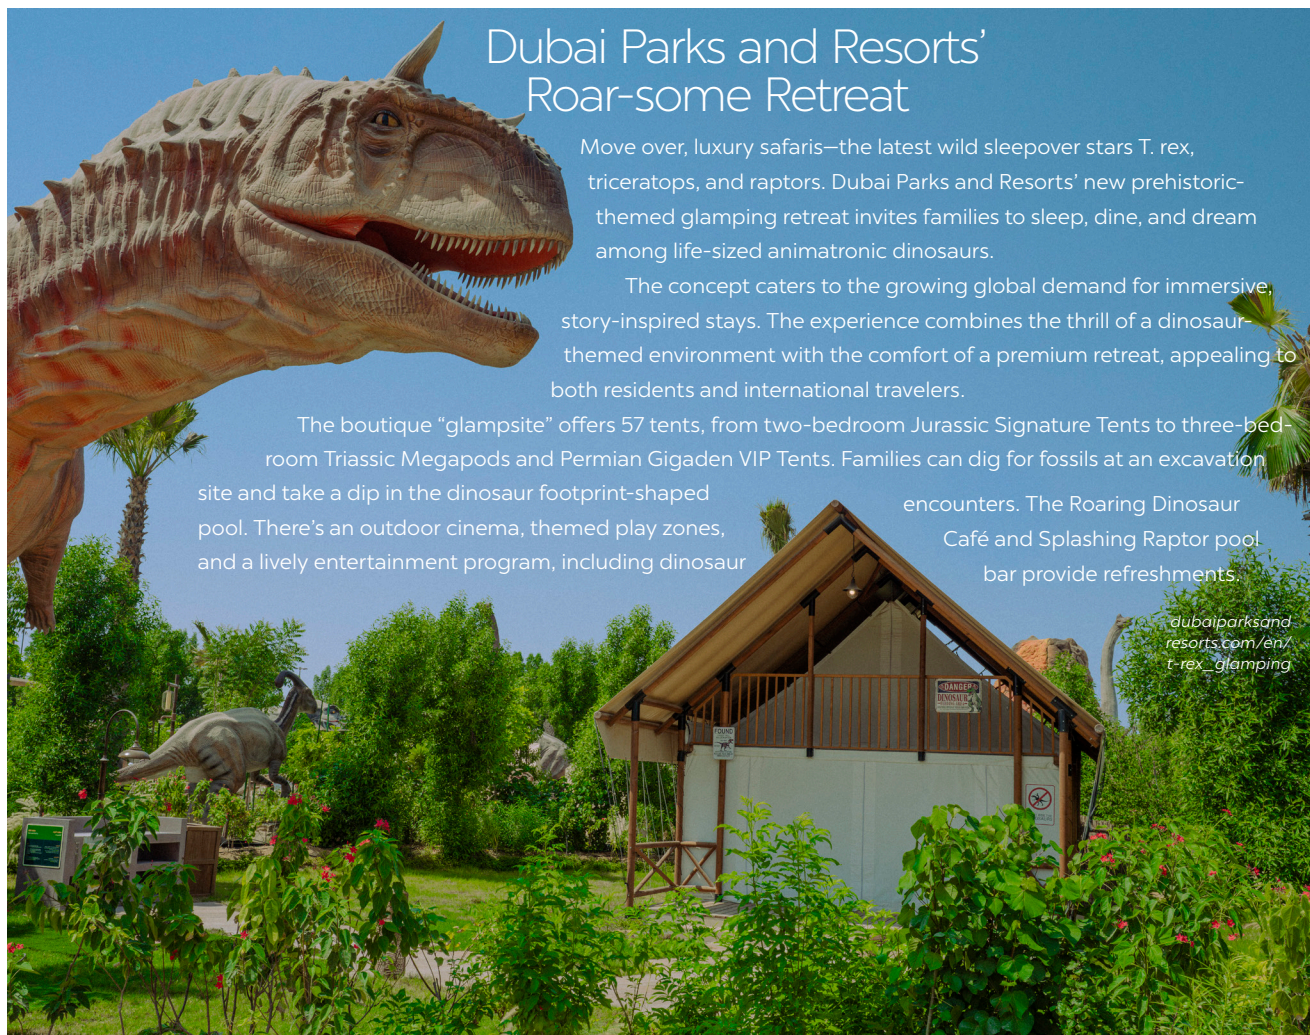 Dubai Parks and Resorts’
Roar-some Retreat
Move over, luxury safaris—the latest wild sleepover stars T. rex,
triceratops, and raptors. Dubai Parks and Resorts’ new prehistoric-
themed glamping retreat invites families to sleep, dine, and dream
among life-sized animatronic dinosaurs.
The concept caters to the growing global demand for immersive,
story-inspired stays. The experience combines the thrill of a dinosaur-
themed environment with the comfort of a premium retreat, appealing to
both residents and international travelers.
The boutique “glampsite” offers 57 tents, from two-bedroom Jurassic Signature Tents to three-bed-
room Triassic Megapods and Permian Gigaden VIP Tents. Families can dig for fossils at an excavation
site and take a dip in the dinosaur footprint-shaped
pool. There’s an outdoor cinema, themed play zones,
and a lively entertainment program, including dinosaur
encounters. The Roaring Dinosaur
Café and Splashing Raptor pool
bar provide refreshments.
dubaiparksand
resorts.com/en/
t-rex_glamping
DANGER
DINOSAUR
FOUND